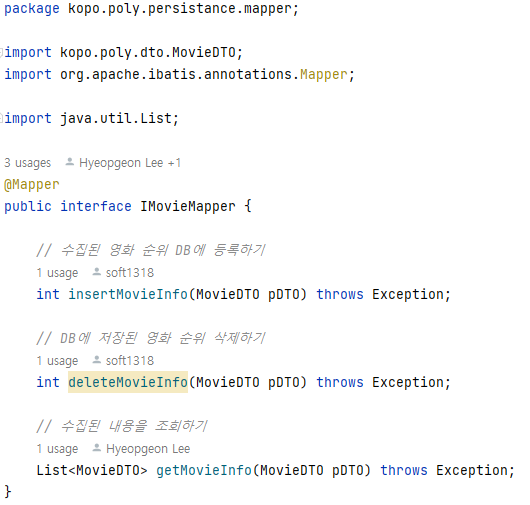 package kopo.poly.persistance.mapper;
import kopo.poly.dto.MovieDTO;
import org.apache.ibatis.annotations.Mapper;
import java.util.List;
3 usages Hyeopgeon Lee +1
@Mapper
public interface IMovieMapper {
// 수집된 영화 순위 DB에 등록하기
1 usage soft1318
int insertMovieInfo(MovieDTO pDTO) throws Exception;
// DB에 저장된 영화 순위 삭제하기
1 usage soft1318
int deleteMovieInfo(MovieDTO pDTO) throws Exception;
// 수집된 내용을 조회하기
1 usage Hyeopgeon Lee
List<MovieDTO> getMovieInfo(MovieDTO pDTO) throws Exception;
}